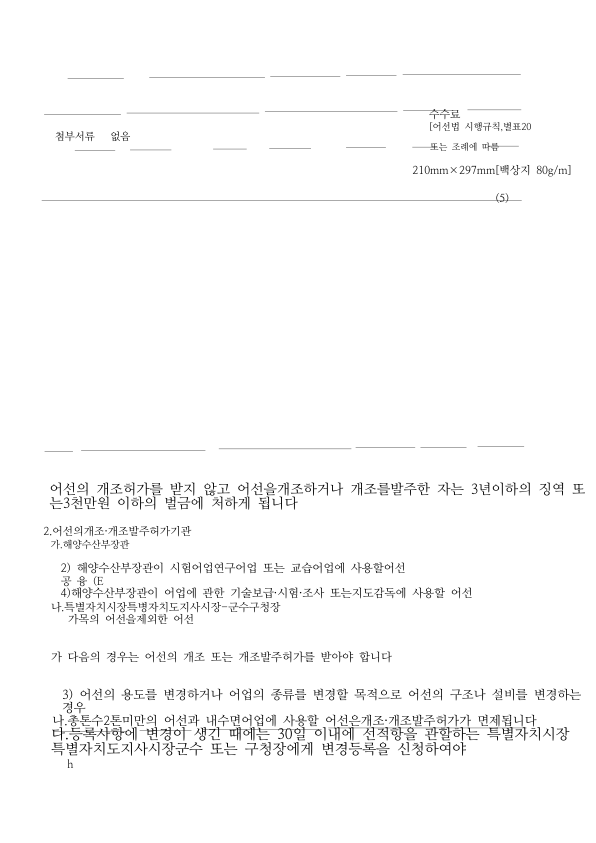 수수료
[어선법 시행규칙,별표20
첨부서류 없음
또는 조례에 따름
210mm×297mm[백상지 80g/m]
(5)
어선의 개조허가를 받지 않고 어선을개조하거나 개조를발주한 자는 3년이하의 징역 또
는3천만원 이하의 벌금에 처하게 됩니다
2.어선의개조·개조발주허가기관
가.해양수산부장관
2) 해양수산부장관이 시험어업연구어업 또는 교습어업에 사용할어선
공 용 (E
4)해양수산부장관이 어업에 관한 기술보급·시험·조사 또는지도감독에 사용할 어선
나.특별자치시장특명자치도지사시장-군수구청장
가목의 어선을제외한 어선
가 다음의 경우는 어선의 개조 또는 개조발주허가를 받아야 합니다
3) 어선의 용도를 변경하거나 어업의 종류를 변경할 목적으로 어선의 구조나 설비를 변경하는
경우
나.총톤수2톤미만의 어선과 내수면어업에 사용할 어선은개조·개조발주허가가 면제됩니다
다.등록사항에 변경이 생긴 때에는 30일 이내에 선적항을 관할하는 특별자치시장
특별자치도지사시장군수 또는 구청장에게 변경등록을 신청하여야
h